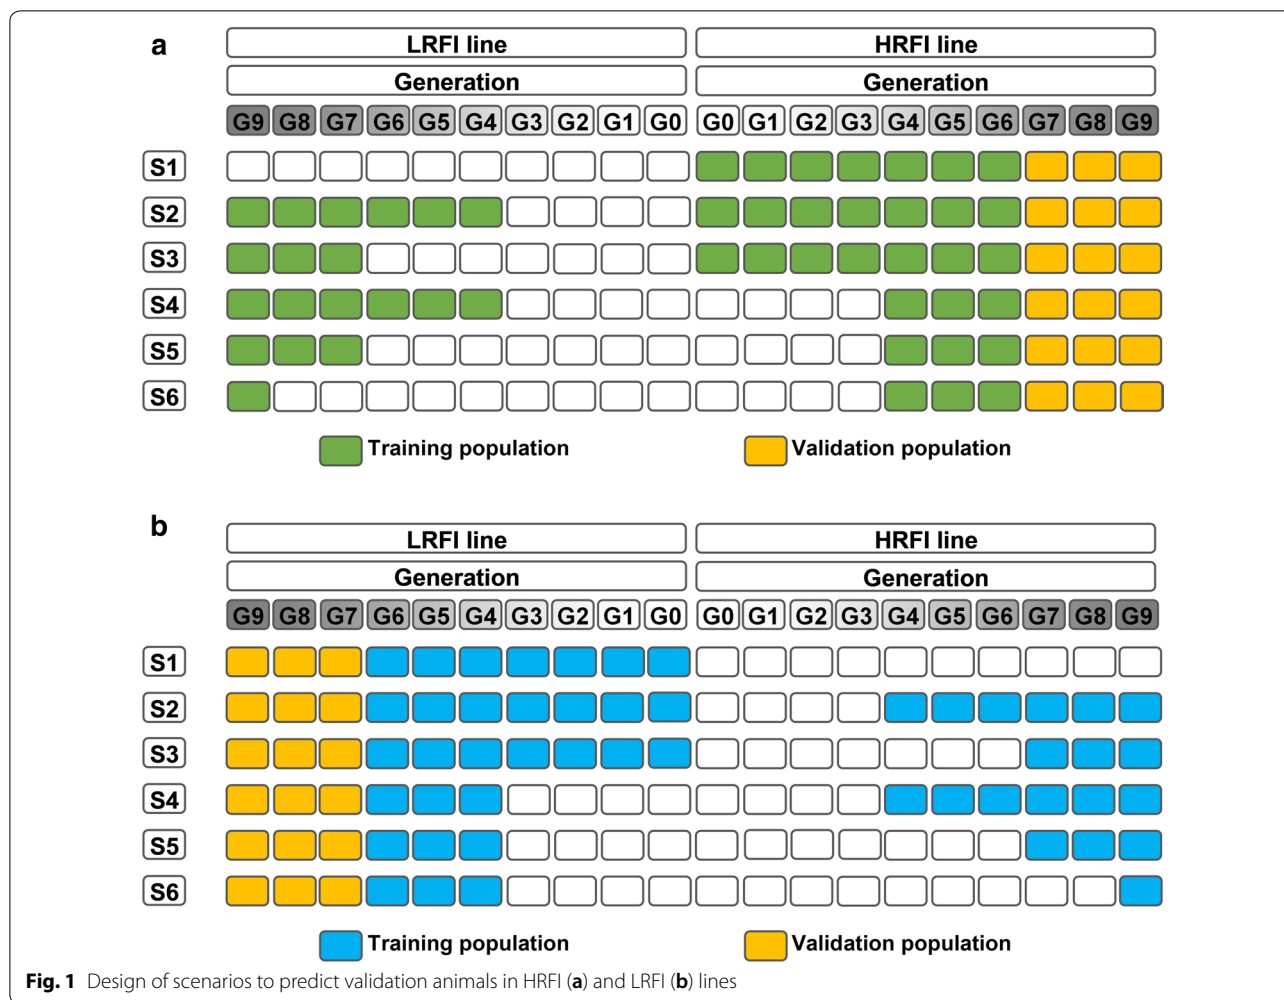 a
LRFI line HRFI line
Generation Generation
G9 G8 G7 G6 G5 G4 G3 G2 G1 G0 G0 G1 G2 G3 G4 G5 G6 G7 G8 G9
S1
S2
S3
S4
S5
S6
Training population Validation population
b
LRFI line HRFI line
Generation Generation
G9 G8 G7 G6 G5 G4 G3 G2 G1 G0 G0 G1 G2 G3 G4 G5 G6 G7 G8 G9
S1
S2
S3
S4
S5
S6
Training population Validation population
Fig. 1 Design of scenarios to predict validation animals in HRFI (a) and LRFI (b) lines